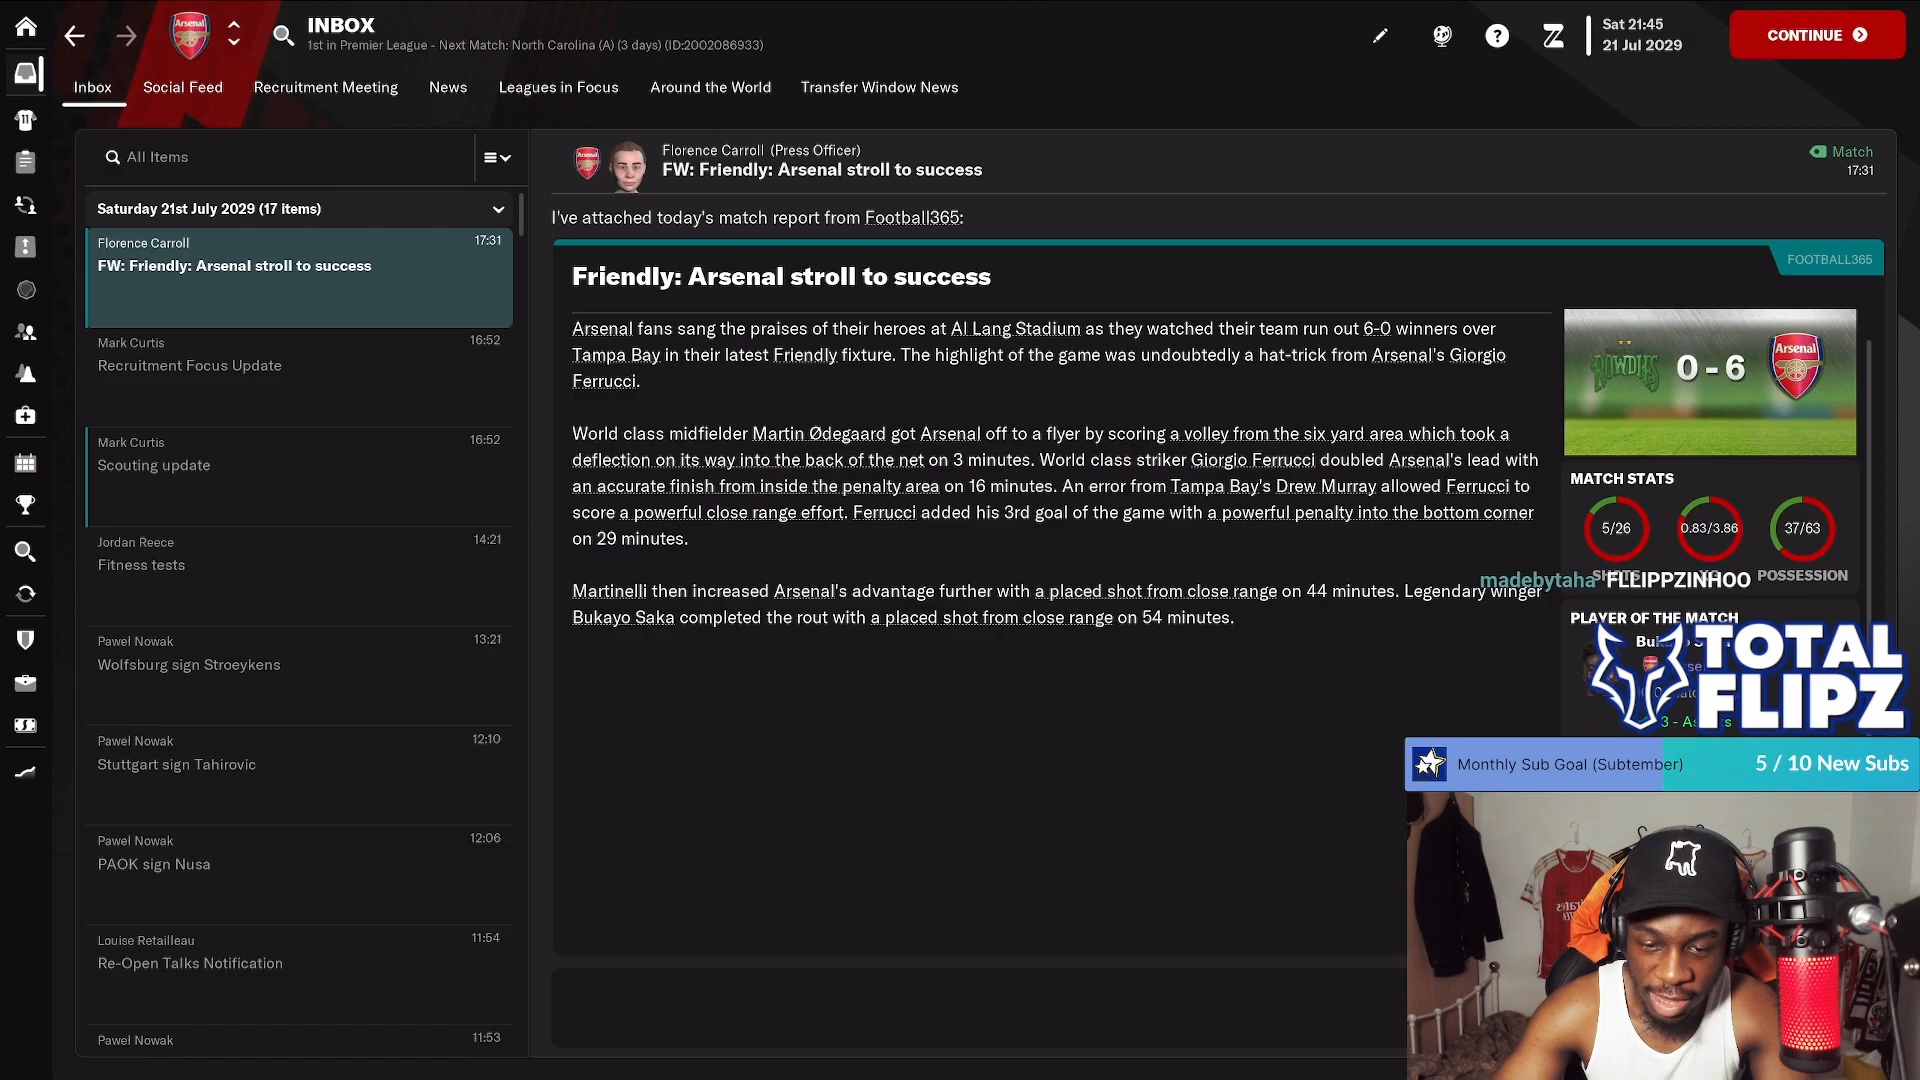 INBOX
1st in Premier League - Next Match: North Carolina (A) (3 days) (ID:2002086933)
Sat 21:45
21 Jul 2029
CONTINUE
Inbox
Social Feed
Recruitment Meeting
News
Leagues in Focus
Around the World
Transfer Window News
All Items
Saturday 21st July 2029 (17 items)
Florence Carroll
17:31
FW: Friendly: Arsenal stroll to success
Mark Curtis
16:52
Recruitment Focus Update
Mark Curtis
16:52
Scouting update
Jordan Reece
14:21
Fitness tests
Pawel Nowak
13:21
Wolfsburg sign Stroeykens
Pawel Nowak
12:10
Stuttgart sign Tahirovic
Pawel Nowak
12:06
PAOK sign Nusa
Louise Retailleau
11:54
Re-Open Talks Notification
Pawel Nowak
11:53
Florence Carroll (Press Officer)
FW: Friendly: Arsenal stroll to success
Match
17:31
I've attached today's match report from Football365:
FOOTBALL365
Friendly: Arsenal stroll to success
Arsenal fans sang the praises of their heroes at Al Lang Stadium as they watched their team run out 6-0 winners over
Tampa Bay in their latest Friendly fixture. The highlight of the game was undoubtedly a hat-trick from Arsenal's Giorgio
Ferrucci.
World class midfielder Martin Ødegaard got Arsenal off to a flyer by scoring a volley from the six yard area which took a
deflection on its way into the back of the net on 3 minutes. World class striker Giorgio Ferrucci doubled Arsenal's lead with
an accurate finish from inside the penalty area on 16 minutes. An error from Tampa Bay's Drew Murray allowed Ferrucci to
score a powerful close range effort. Ferrucci added his 3rd goal of the game with a powerful penalty into the bottom corner
on 29 minutes.
Martinelli then increased Arsenal's advantage further with a placed shot from close range on 44 minutes. Legendary winger
Bukayo Saka completed the rout with a placed shot from close range on 54 minutes.
ROWDIES
0 - 6
Arsenal
MATCH STATS
5/26
0.83/3.86
37/63
POSSESSION
madebytaha FLLIPPZINHOO
PLAYER OF THE MATCH
TOTAL
FLIPZ
Monthly Sub Goal (Subtember)
5 / 10 New Subs